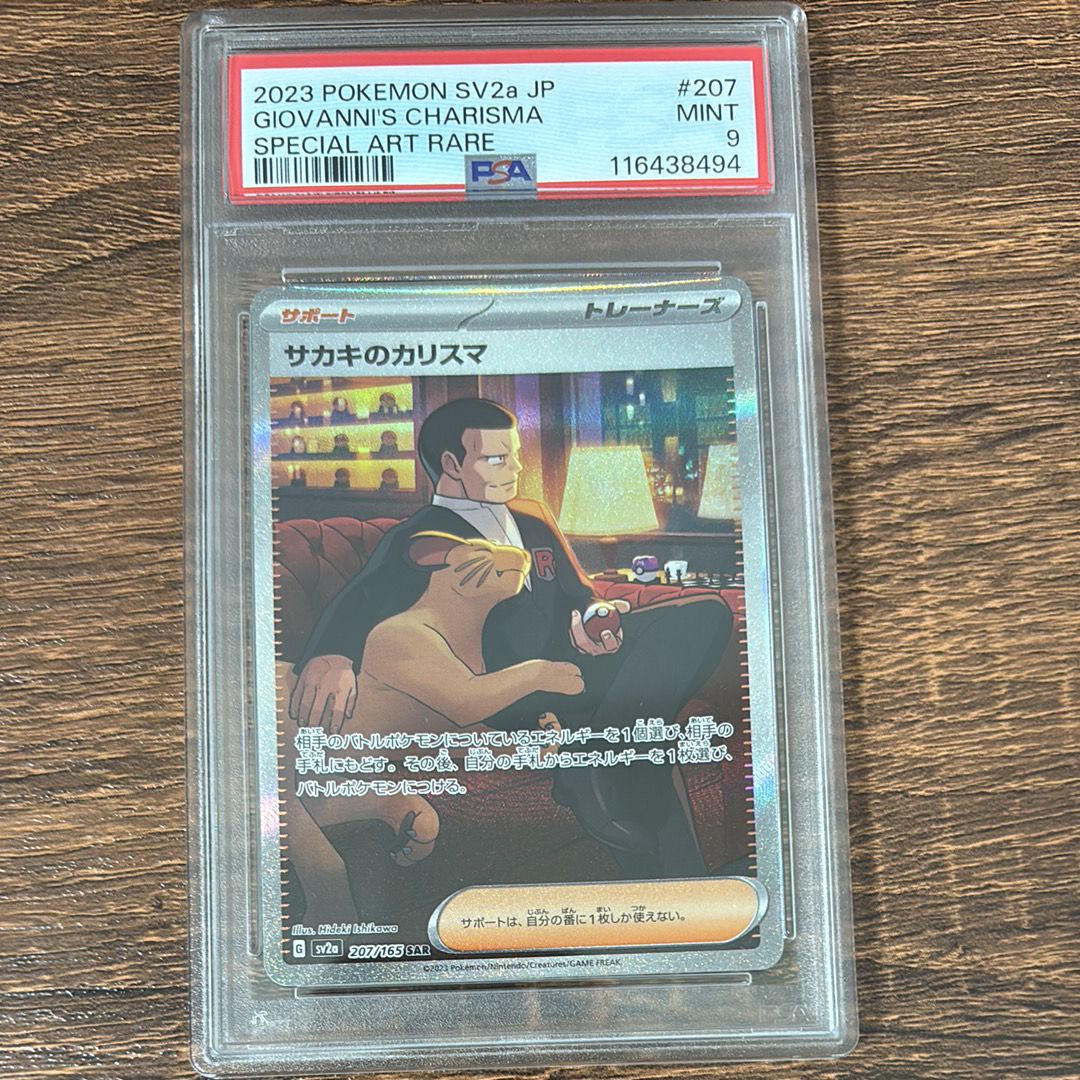 2023 POKEMON SV2a JP #207
GIOVANNI'S CHARISMA MINT
SPECIAL ART RARE 9
PSA 116438494
サポート トレーナーズ
サカキのカリスマ
R
相手のバトルポケモンについているエネルギーを1個選び、相手の
手札にもどす。その後、自分の手札からエネルギーを1枚選び、
バトルポケモンにつける。
サポートは、自分の番に1枚しか使えない。
Illus. Hideki Ishikawa
G sv2a 207/165 SAR
©2023 Pokémon/Nintendo/Creatures/GAME FREAK